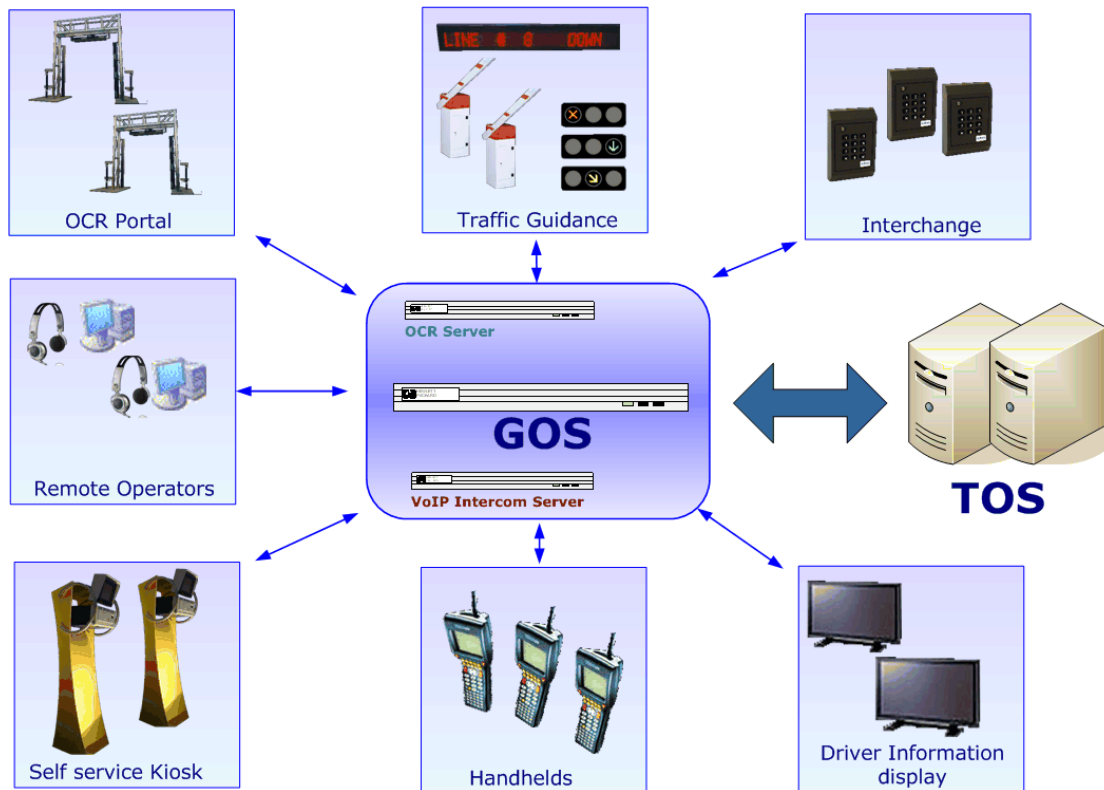 LINE # 8 DOWN
OCR Portal
Traffic Guidance
Interchange
OCR Server
GOS
VoIP Intercom Server
TOS
Remote Operators
Self service Kiosk
Handhelds
Driver Information
display